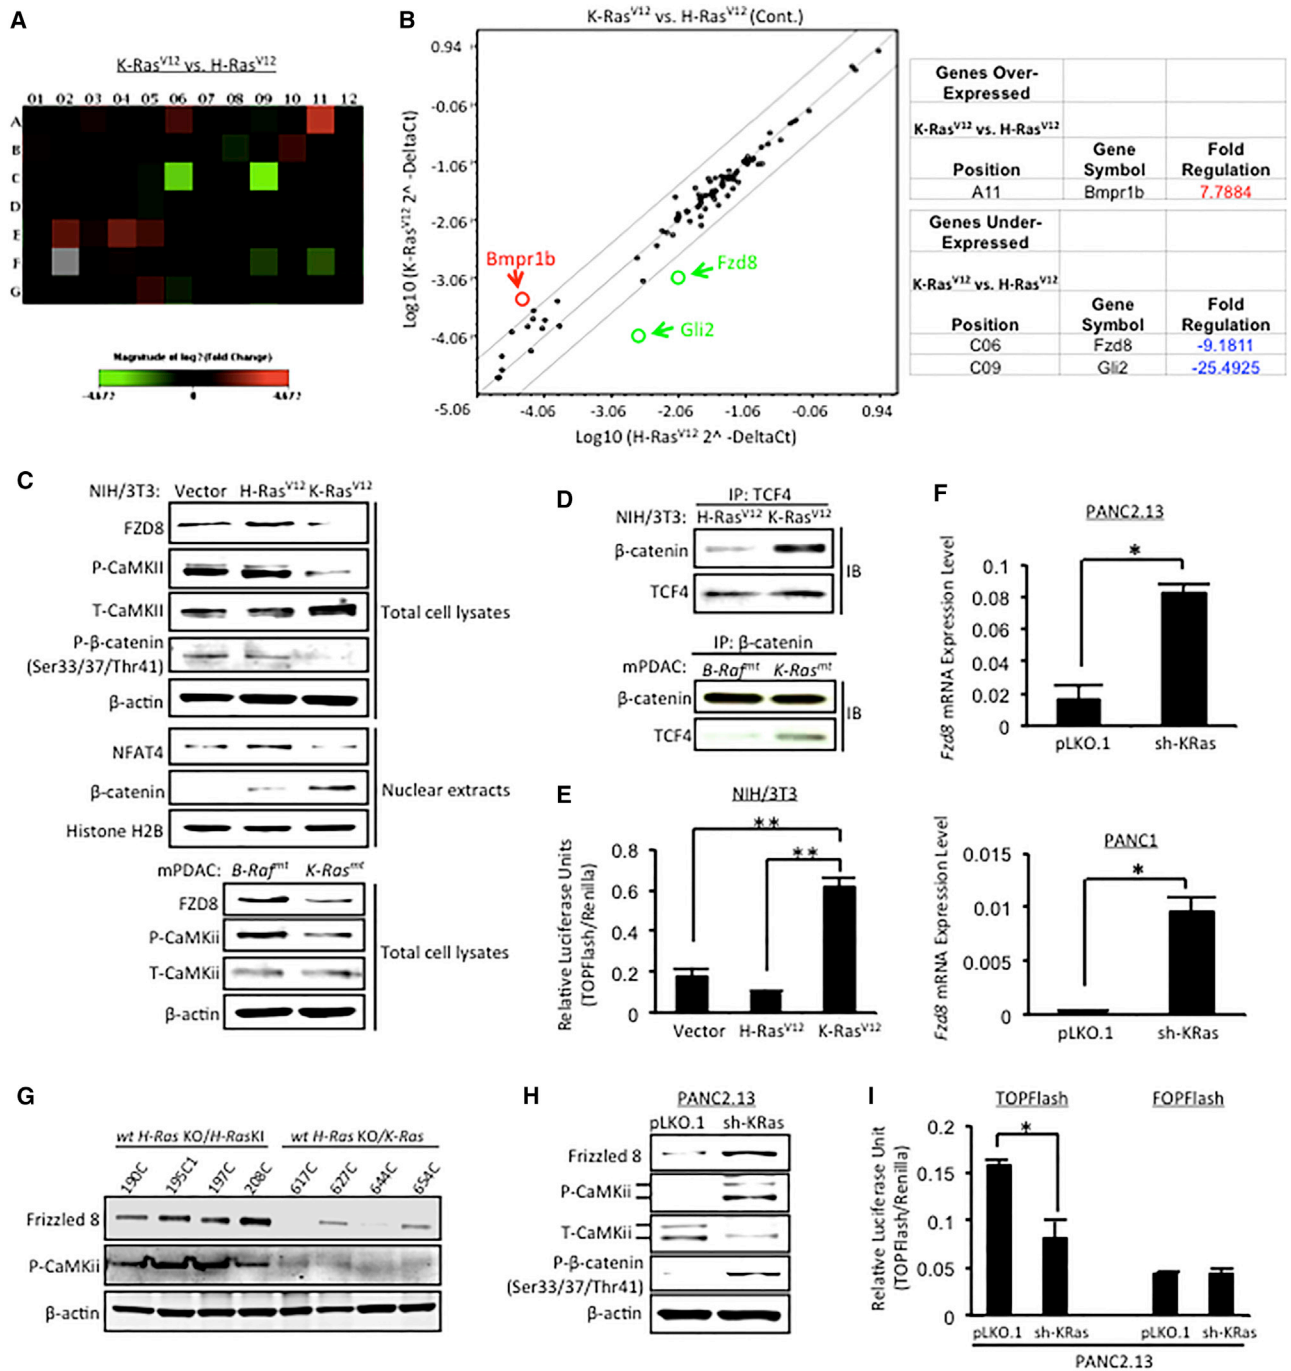 A
K-Ras^V12 vs. H-Ras^V12
01 02 03 04 05 06 07 08 09 10 11 12
A
B
C
D
E
F
G
Magnitude of log2(Fold Change)
0
B
K-Ras^V12 vs. H-Ras^V12 (Cont.)
Log10 (K-Ras^V12 2^ -DeltaCt)
0.94
-0.06
-1.06
-2.06
-3.06
-4.06
-5.06
-4.06 -3.06 -2.06 -1.06 -0.06 0.94
Log10 (H-Ras^V12 2^ -DeltaCt)
Bmpr1b
Fzd8
Gli2
Genes Over-
Expressed
K-Ras^V12 vs. H-Ras^V12
Position Gene Symbol Fold Regulation
A11 Bmpr1b 7.7884
Genes Under-
Expressed
K-Ras^V12 vs. H-Ras^V12
Position Gene Symbol Fold Regulation
C06 Fzd8 -9.1811
C09 Gli2 -25.4925
C
NIH/3T3: Vector H-Ras^V12 K-Ras^V12
FZD8
P-CaMKII
T-CaMKII
P-β-catenin
(Ser33/37/Thr41)
β-actin
Total cell lysates
NFAT4
β-catenin
Histone H2B
Nuclear extracts
mPDAC: B-Raf^mt K-Ras^mt
FZD8
P-CaMKii
T-CaMKii
β-actin
Total cell lysates
D
IP: TCF4
NIH/3T3: H-Ras^V12 K-Ras^V12
β-catenin
TCF4
IB
IP: β-catenin
mPDAC: B-Raf^mt K-Ras^mt
β-catenin
TCF4
IB
E
NIH/3T3
Relative Luciferase Units
(TOPFlash/Renilla)
**
**
0.8
0.6
0.4
0.2
0
Vector H-Ras^V12 K-Ras^V12
F
PANC2.13
Fzd8 mRNA Expression Level
*
0.1
0.08
0.06
0.04
0.02
0
pLKO.1 sh-KRas
PANC1
Fzd8 mRNA Expression Level
*
0.015
0.01
0.005
0
pLKO.1 sh-KRas
G
wt H-Ras KO/H-RasKI wt H-Ras KO/K-Ras
190C 195C1 197C 208C 617C 627C 644C 654C
Frizzled 8
P-CaMKii
β-actin
H
PANC2.13
pLKO.1 sh-KRas
Frizzled 8
P-CaMKii
T-CaMKii
P-β-catenin
(Ser33/37/Thr41)
β-actin
I
TOPFlash FOPFlash
Relative Luciferase Unit
(TOPFlash/Renilla)
*
0.2
0.15
0.1
0.05
0
pLKO.1 sh-KRas pLKO.1 sh-KRas
PANC2.13